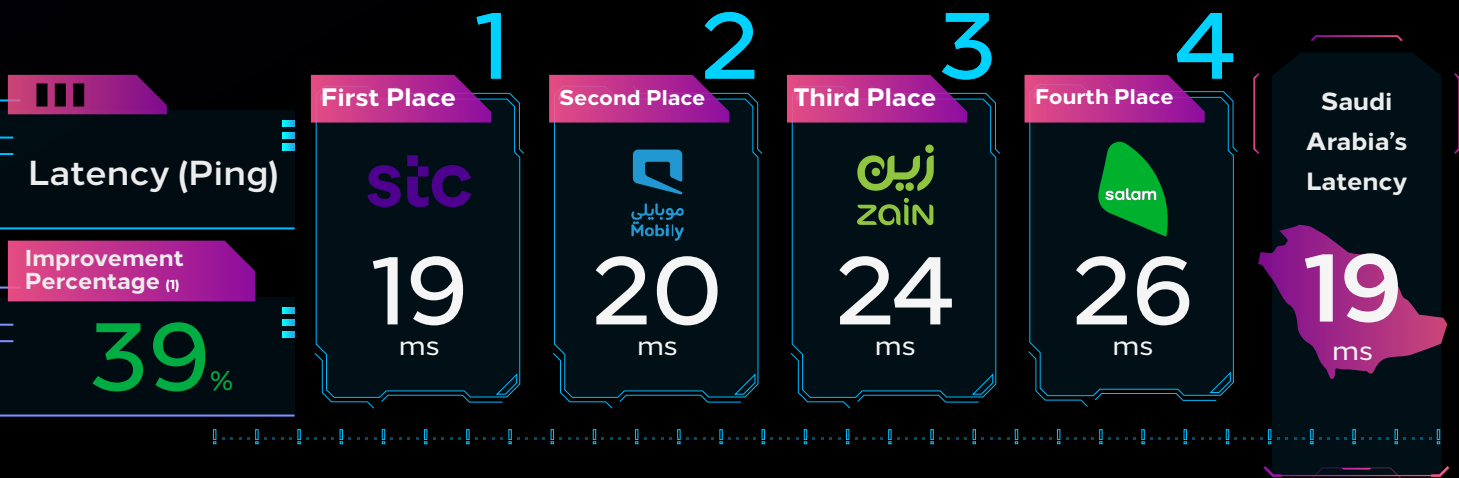 Latency (Ping)
Improvement
Percentage (1)
39%
1
First Place
stc
19
ms
2
Second Place
موبايلي
Mobily
20
ms
3
Third Place
زين
zain
24
ms
4
Fourth Place
salam
26
ms
Saudi
Arabia’s
Latency
19
ms